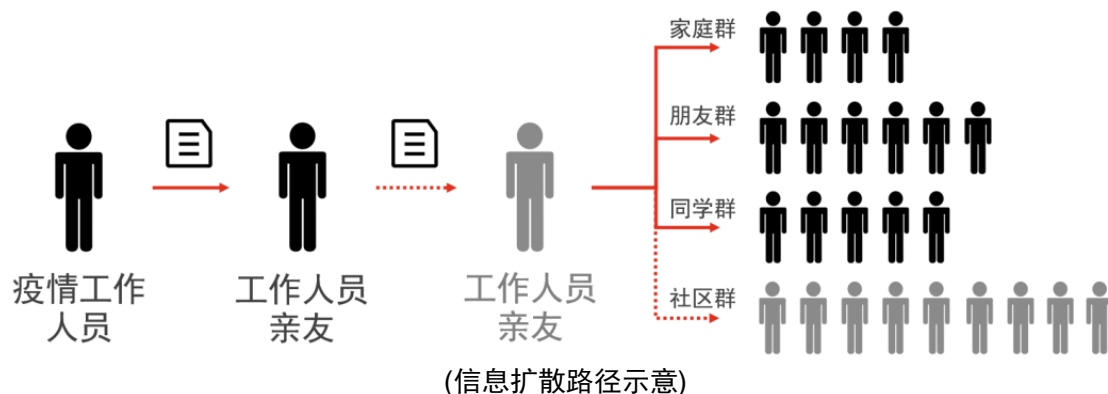 家庭群
朋友群
同学群
社区群
疫情工作
人员
工作人员
亲友
工作人员
亲友
(信息扩散路径示意)